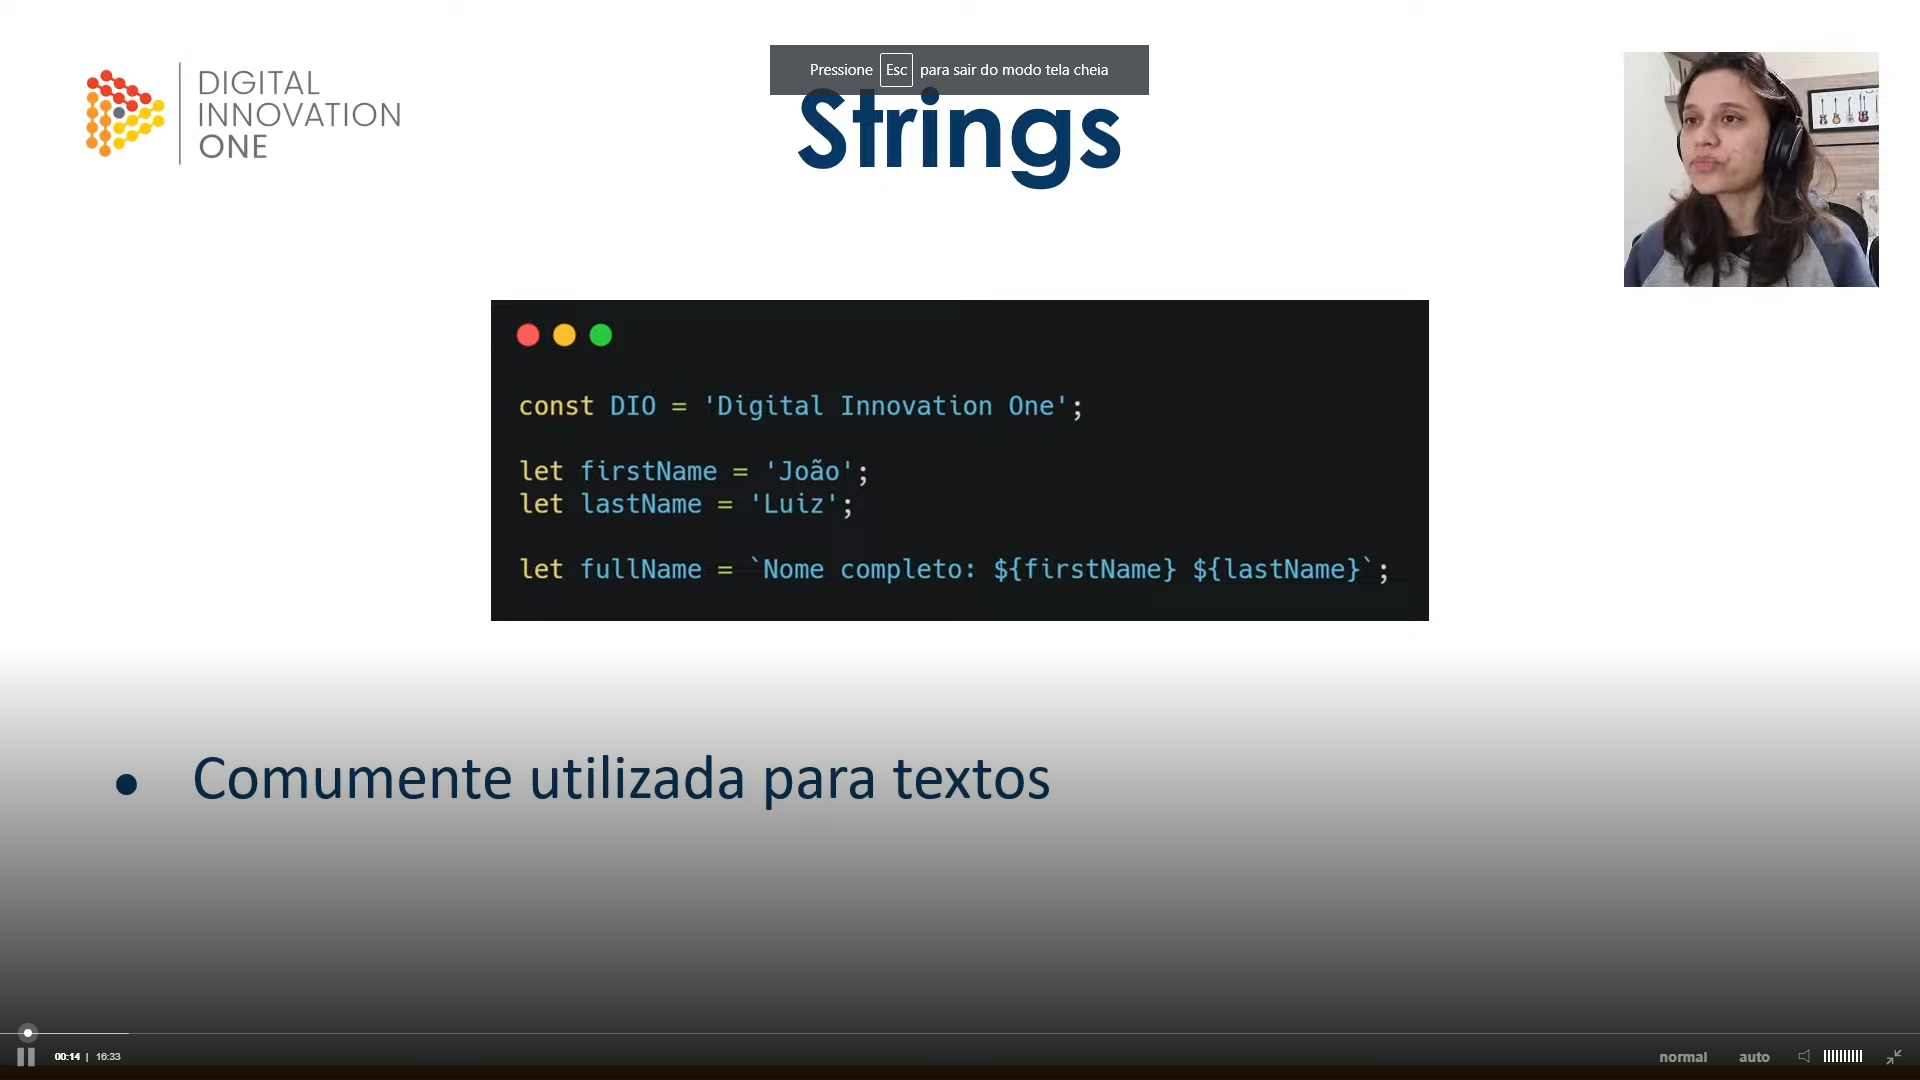 DIGITAL
INNOVATION
ONE
Pressione Esc para sair do modo tela cheia
Strings
const DIO = 'Digital Innovation One';
let firstName = 'João';
let lastName = 'Luiz';
let fullName = `Nome completo: ${firstName} ${lastName}`;
● Comumente utilizada para textos
00:14 | 16:33
normal auto